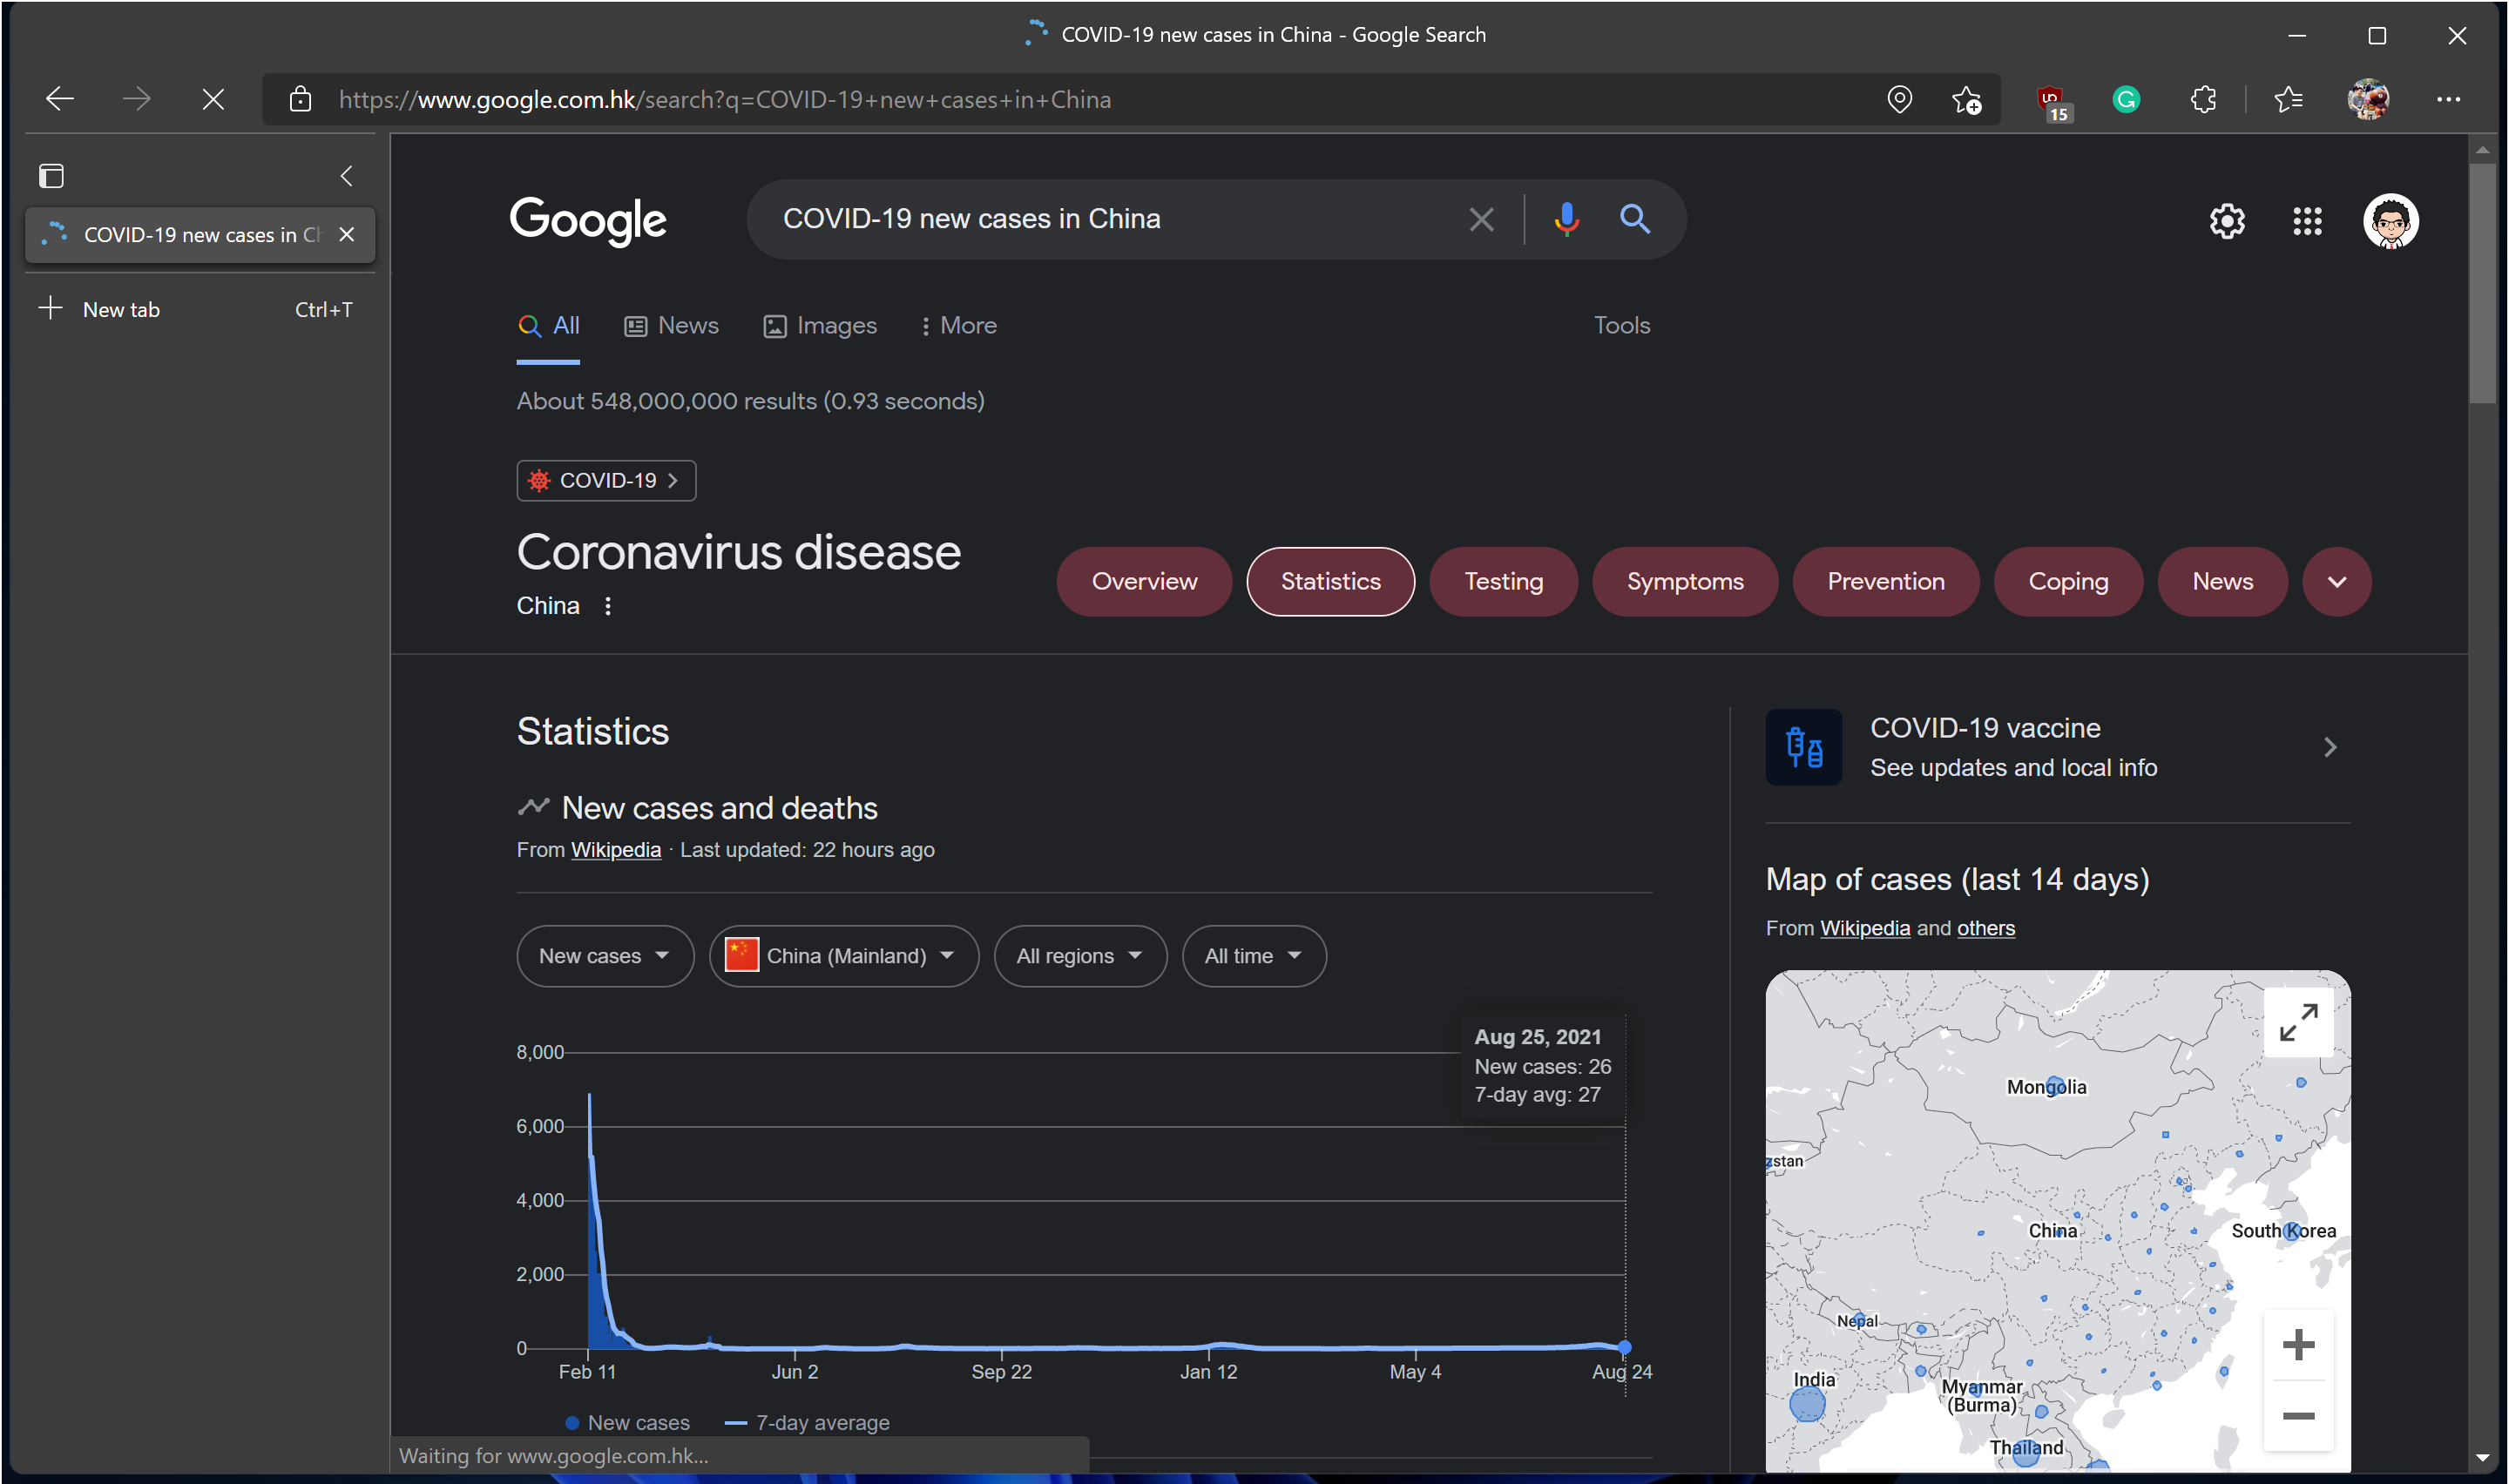 COVID-19 new cases in China - Google Search
https://www.google.com.hk/search?q=COVID-19+new+cases+in+China
15
COVID-19 new cases in Ch
New tab Ctrl+T
Google
COVID-19 new cases in China
All News Images More Tools
About 548,000,000 results (0.93 seconds)
COVID-19
Coronavirus disease
China
Overview Statistics Testing Symptoms Prevention Coping News
Statistics
New cases and deaths
From Wikipedia · Last updated: 22 hours ago
New cases China (Mainland) All regions All time
Aug 25, 2021
New cases: 26
7-day avg: 27
8,000
6,000
4,000
2,000
0
Feb 11 Jun 2 Sep 22 Jan 12 May 4 Aug 24
New cases 7-day average
Waiting for www.google.com.hk...
COVID-19 vaccine
See updates and local info
Map of cases (last 14 days)
From Wikipedia and others
Mongolia
zstan
China
South Korea
Nepal
India
Myanmar
(Burma)
Thailand